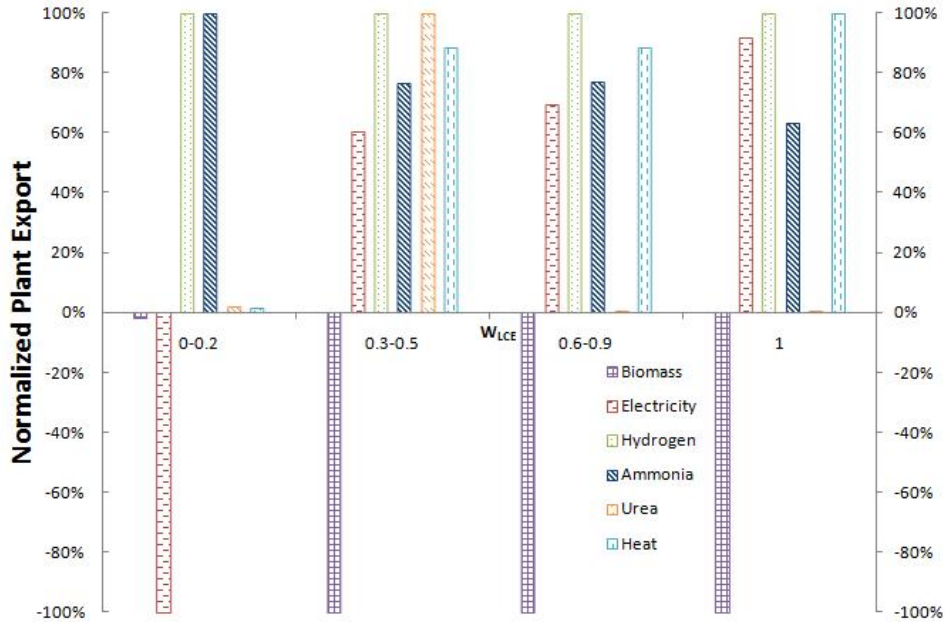 100% 100%
80% 80%
60% 60%
40% 40%
20% 20%
0% 0%
-20% -20%
-40% -40%
-60% -60%
-80% -80%
-100% -100%
Normalized Plant Export
WLCE
0-0.2 0.3-0.5 0.6-0.9 1
Biomass
Electricity
Hydrogen
Ammonia
Urea
Heat